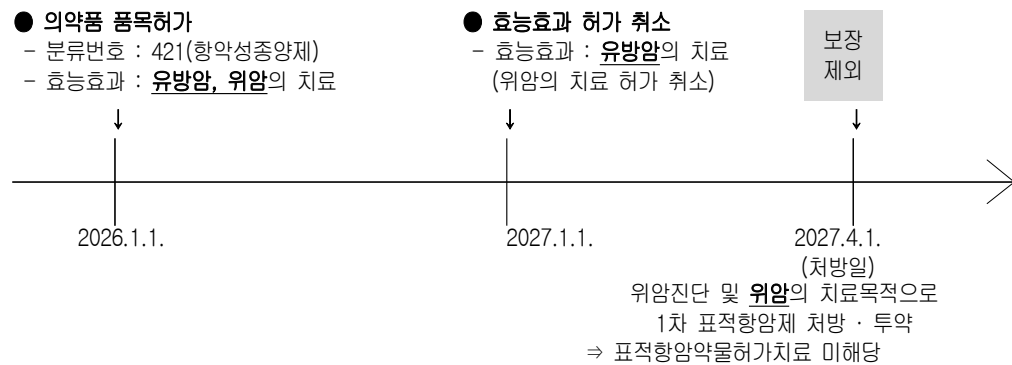 ● 의약품 품목허가
- 분류번호 : 421(항악성종양제)
- 효능효과 : 유방암, 위암의 치료
● 효능효과 허가 취소
- 효능효과 : 유방암의 치료
(위암의 치료 허가 취소)
보장
제외
↓
↓
↓
2026.1.1.
2027.1.1.
2027.4.1.
(처방일)
위암진단 및 위암의 치료목적으로
1차 표적항암제 처방 · 투약
⇒ 표적항암약물허가치료 미해당